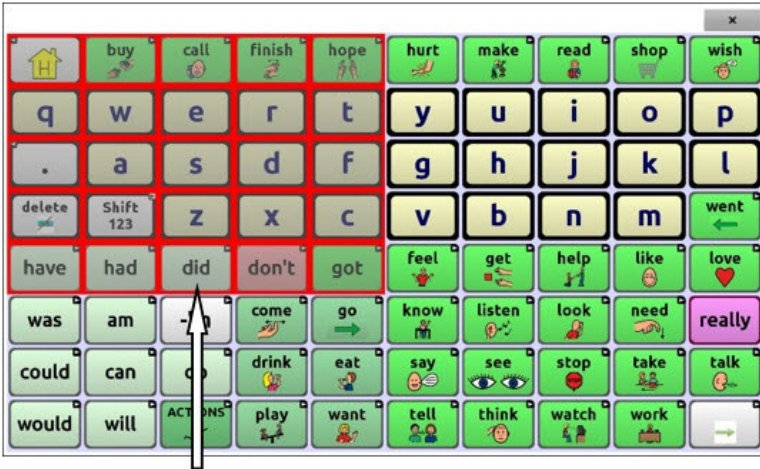 ×
H buy call finish hope hurt make read shop wish
q w e r t y u i o p
. a s d f g h j k l
delete Shift 123 z x c v b n m went
have had did don't got feel get help like love
was am come go know listen look need really
could can drink eat say see stop take talk
would will ACTIONS play want tell think watch work